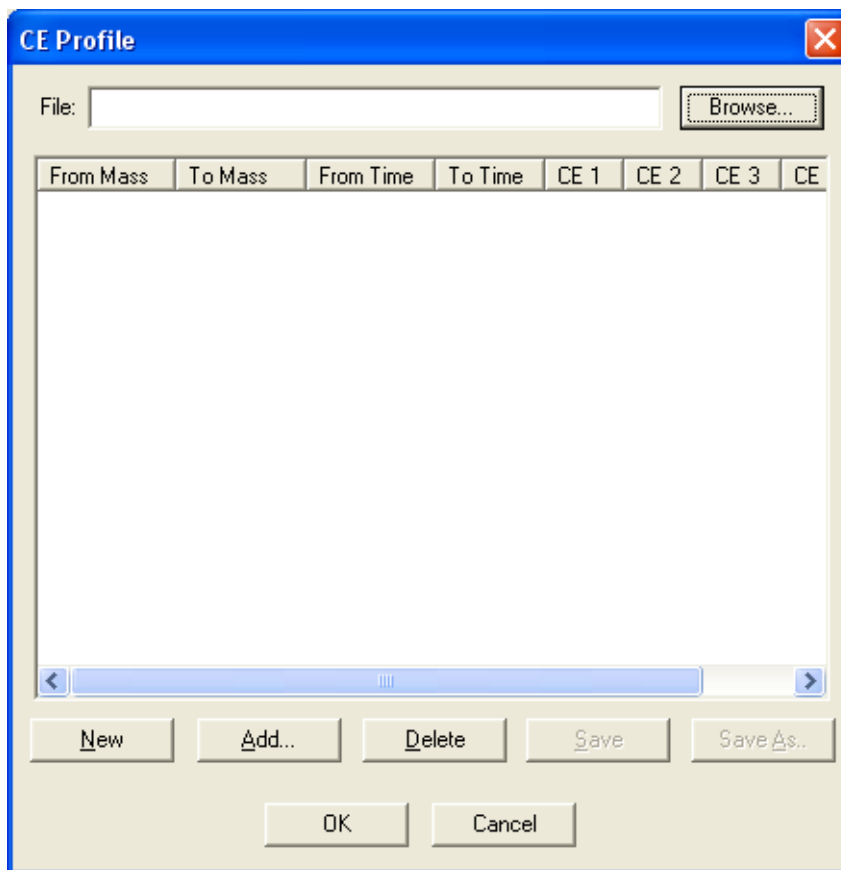 CE Profile
File: Browse...
From Mass To Mass From Time To Time CE 1 CE 2 CE 3 CE
New Add... Delete Save Save As..
OK Cancel